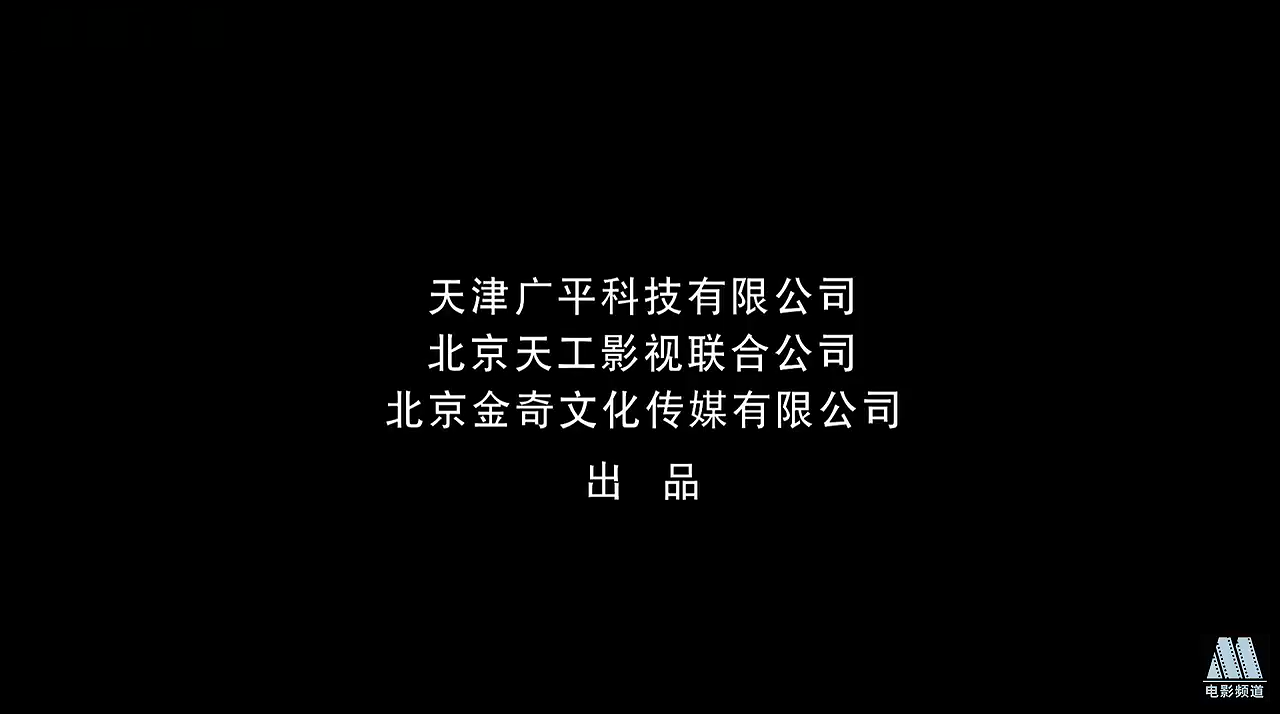 天津广平科技有限公司
北京天工影视联合公司
北京金奇文化传媒有限公司
出 品
电影频道